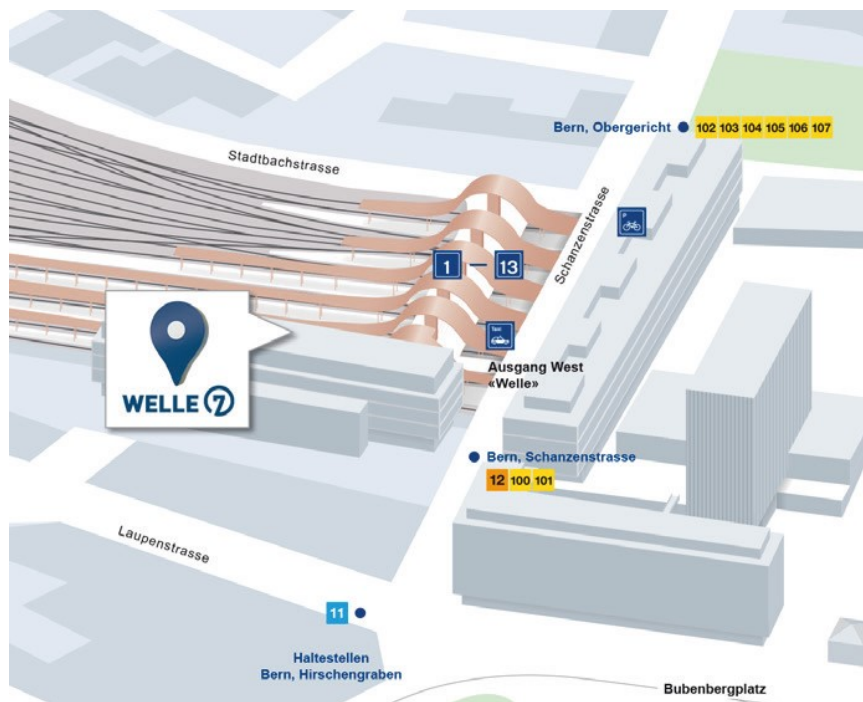 Bern, Obergericht
102 103 104 105 106 107
Stadtbachstrasse
Schanzenstrasse
P
1 – 13
Taxi
Ausgang West
«Welle»
WELLE 7
Bern, Schanzenstrasse
12 100 101
Laupenstrasse
11
Haltestellen
Bern, Hirschengraben
Bubenbergplatz